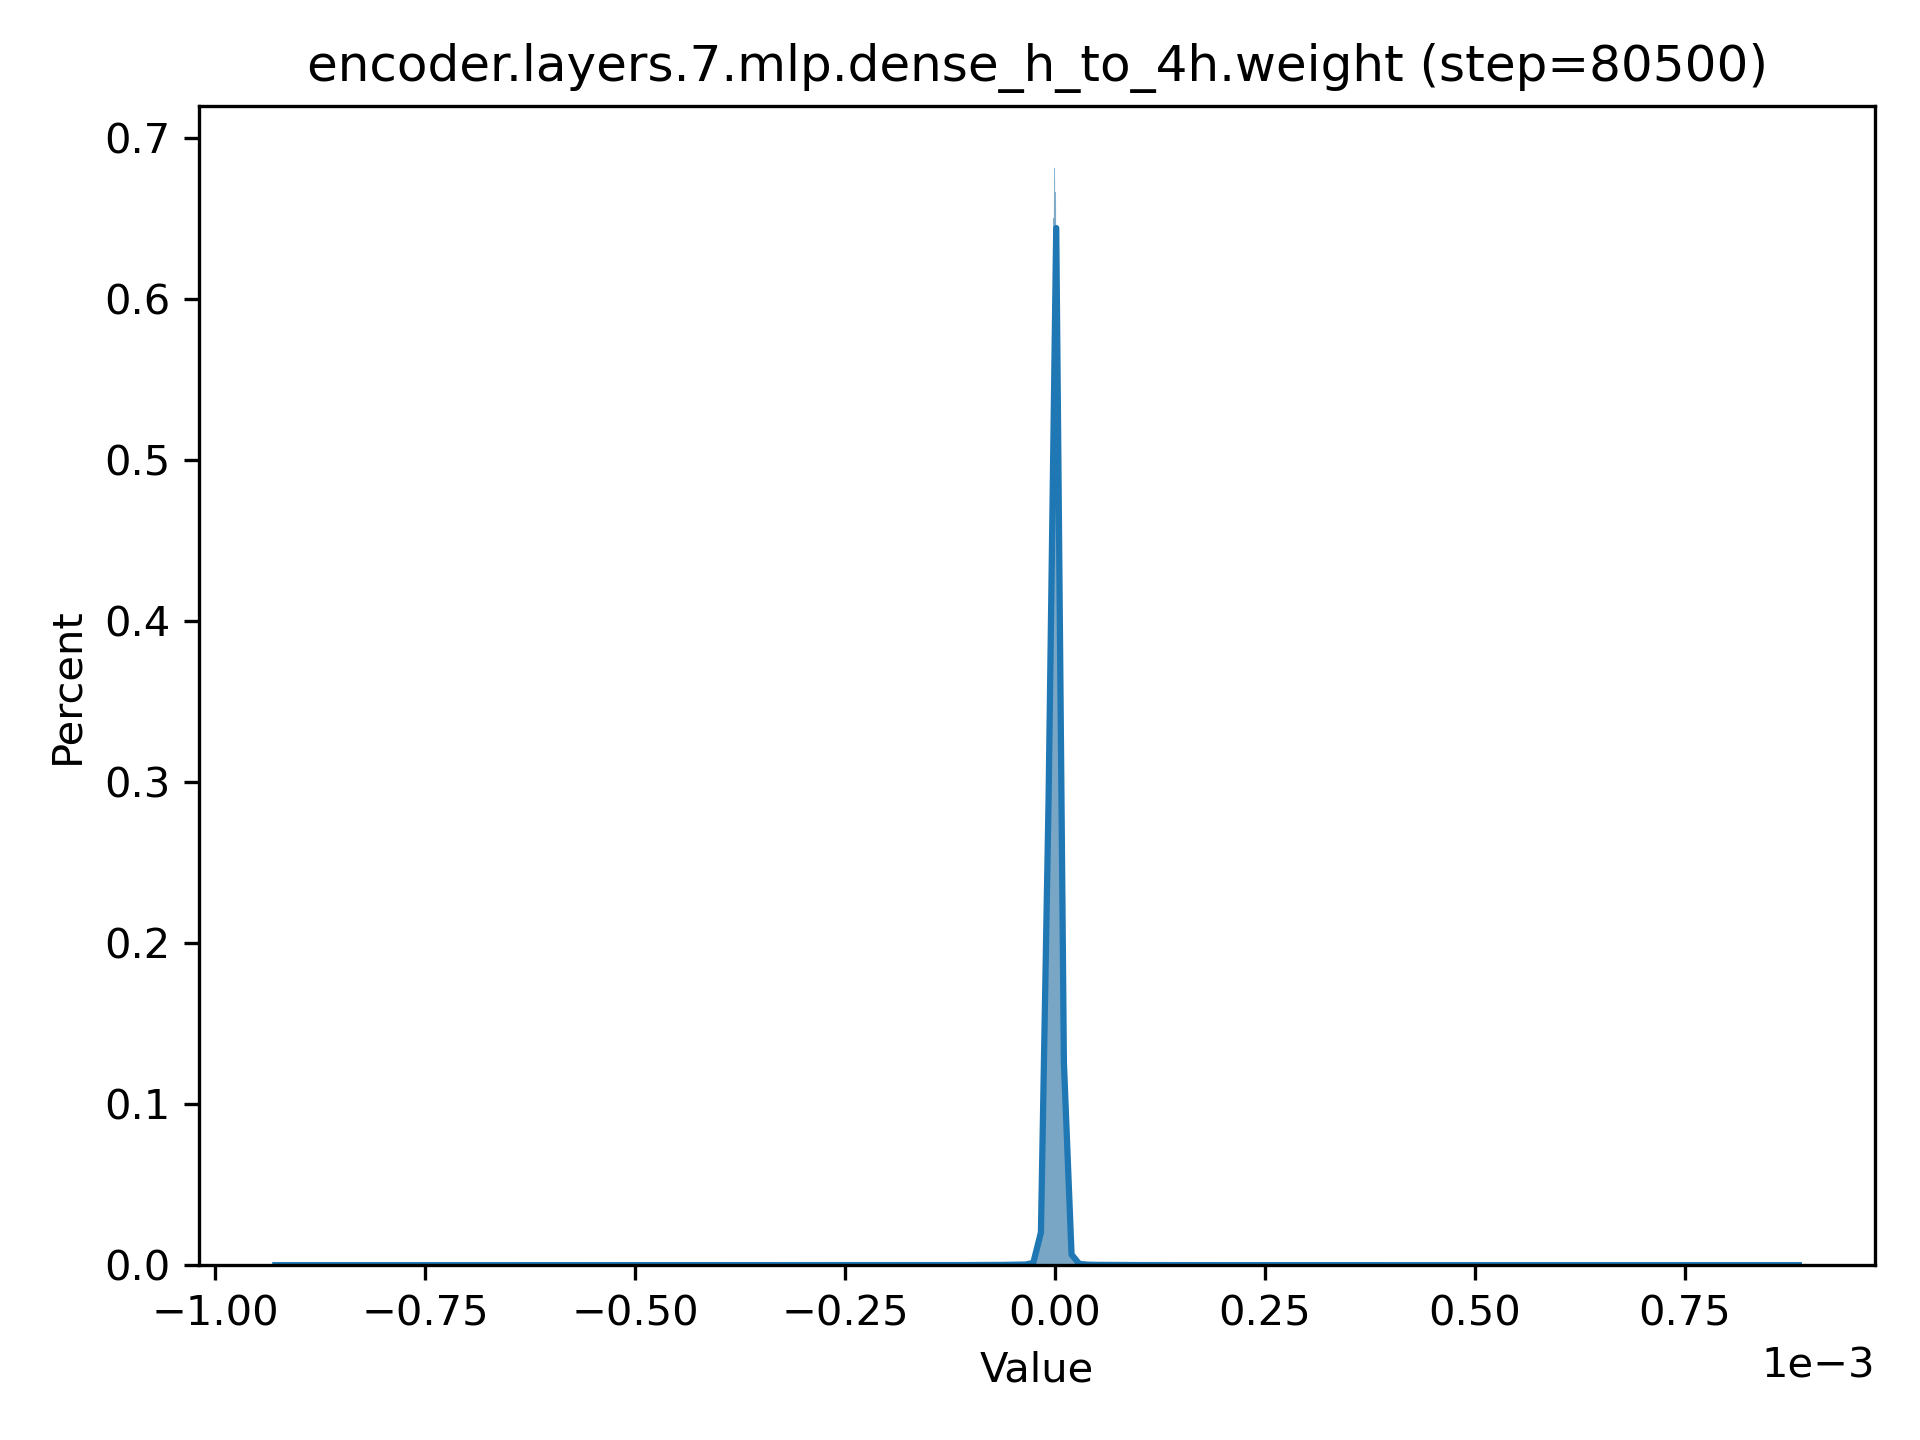 encoder.layers.7.mlp.dense_h_to_4h.weight (step=80500)
0.7
0.6
0.5
0.4
0.3
0.2
0.1
0.0
Percent
−1.00 −0.75 −0.50 −0.25 0.00 0.25 0.50 0.75
Value
1e−3